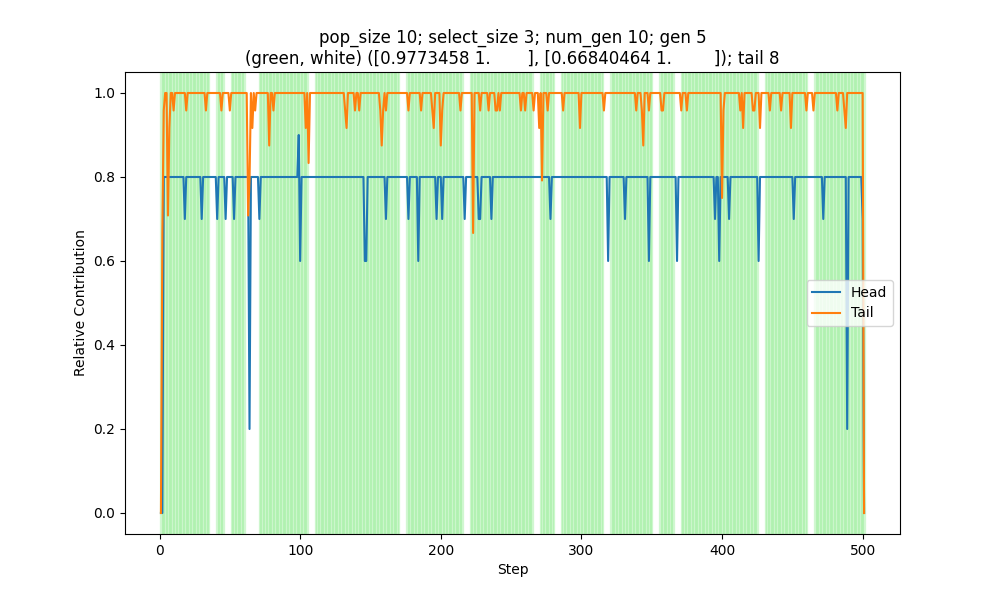 pop_size 10; select_size 3; num_gen 10; gen 5
(green, white) ([0.9773458 1. ], [0.66840464 1. ]); tail 8
1.0
0.8
0.6
0.4
0.2
0.0
Relative Contribution
Head
Tail
0
100
200
300
400
500
Step